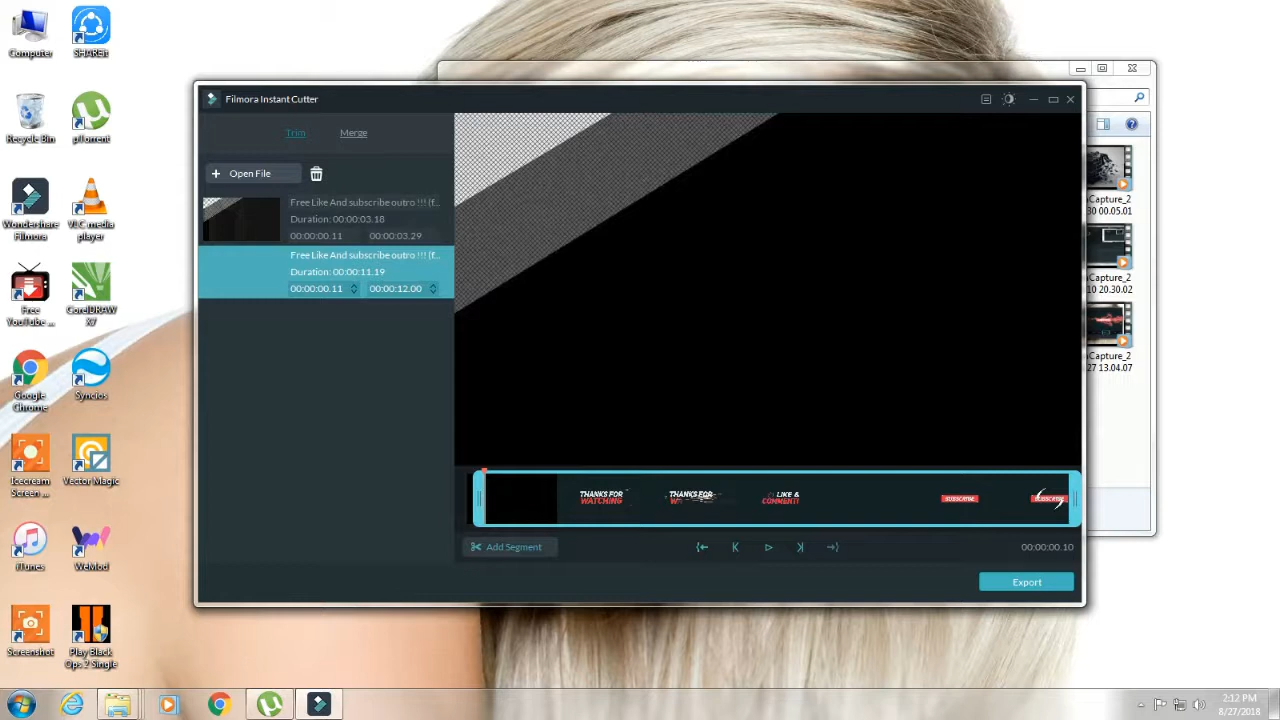 Computer
SHAREit
Recycle Bin
µTorrent
Wondershare
Filmora
VLC media
player
Free
YouTube ...
CorelDRAW
X7
Google
Chrome
Syncios
Icecream
Screen ...
Vector Magic
iTunes
WeMod
Screenshot
Play Black
Ops 2 Single
Filmora Instant Cutter
Trim
Merge
+ Open File
Free Like And subscribe outro !!! (f...
Duration: 00:00:03.18
00:00:00.11
00:00:03.29
Free Like And subscribe outro !!! (f...
Duration: 00:00:11.19
00:00:00.11
00:00:12.00
THANKS FOR
WATCHING
THANKS FOR
LIKE &
COMMENT!
SUBSCRIBE
SUBSCRIBE
Add Segment
00:00:00.10
Export
Capture_2
30 00.05.01
Capture_2
10 20.30.02
Capture_2
27 13.04.07
2:12 PM
8/27/2018